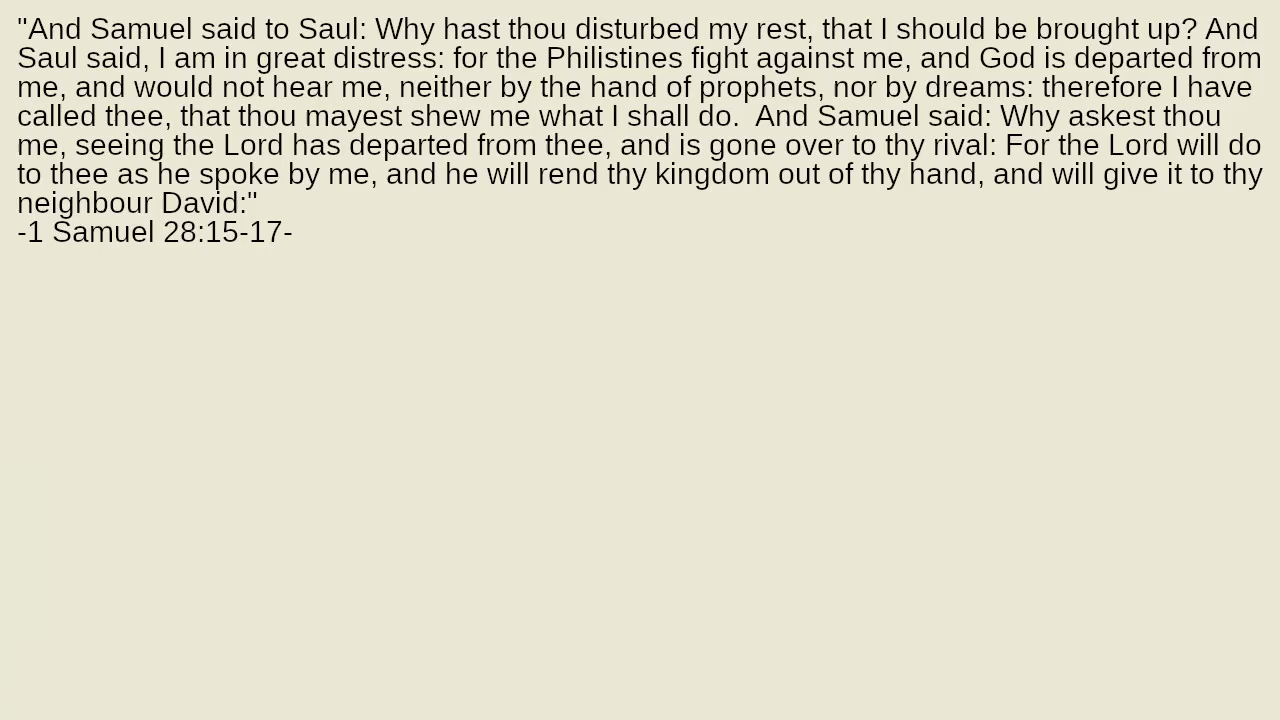 "And Samuel said to Saul: Why hast thou disturbed my rest, that I should be brought up? And
Saul said, I am in great distress: for the Philistines fight against me, and God is departed from
me, and would not hear me, neither by the hand of prophets, nor by dreams: therefore I have
called thee, that thou mayest shew me what I shall do.  And Samuel said: Why askest thou
me, seeing the Lord has departed from thee, and is gone over to thy rival: For the Lord will do
to thee as he spoke by me, and he will rend thy kingdom out of thy hand, and will give it to thy
neighbour David:"
-1 Samuel 28:15-17-